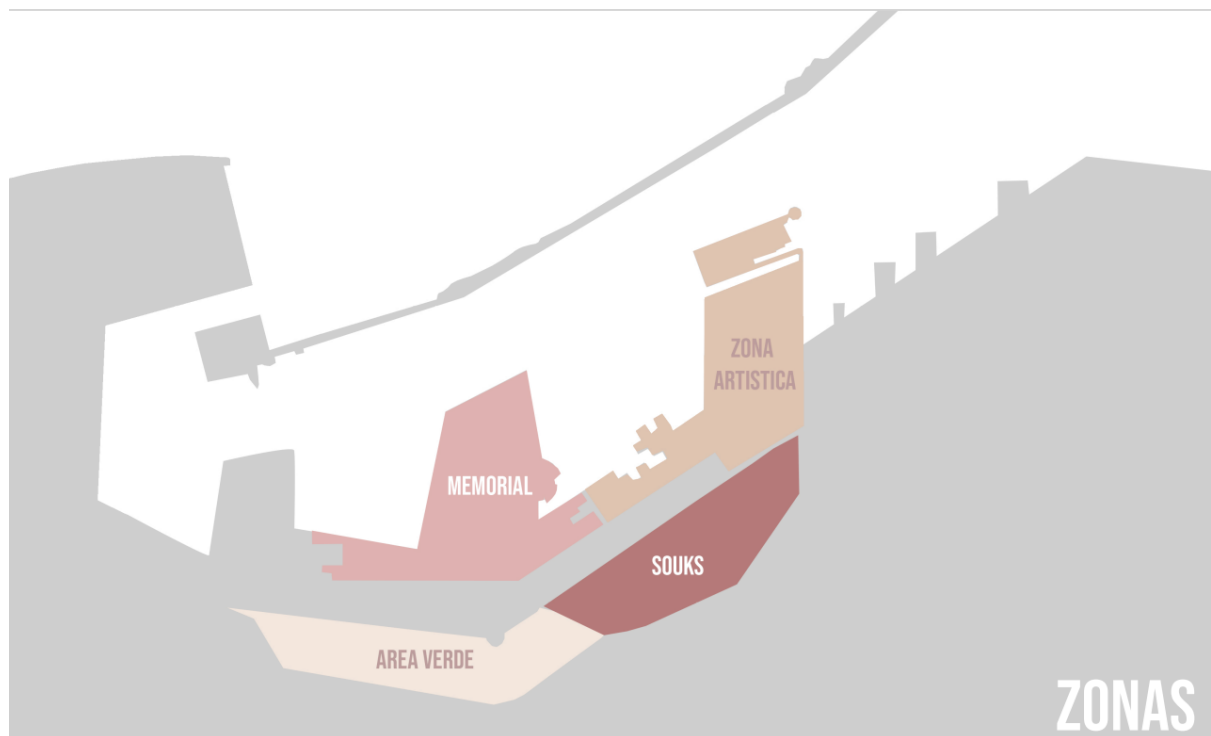 ZONA
ARTISTICA
MEMORIAL
SOUKS
AREA VERDE
ZONAS